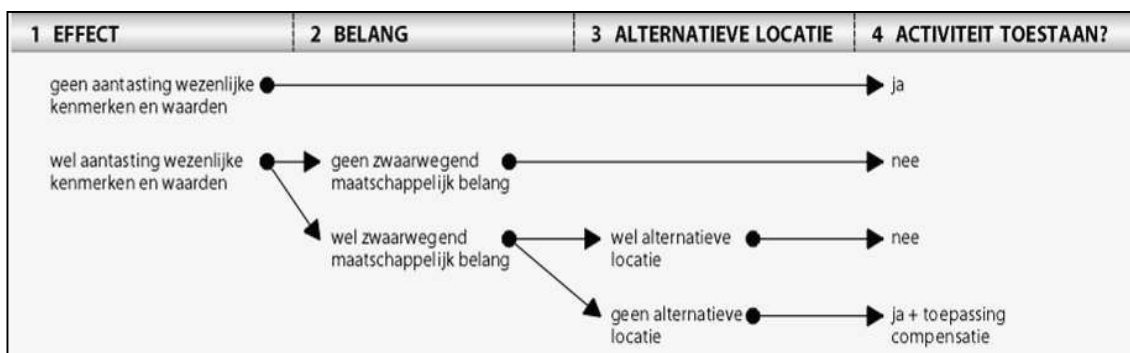 1 EFFECT 2 BELANG 3 ALTERNATIEVE LOCATIE 4 ACTIVITEIT TOESTAAN?
geen aantasting wezenlijke
kenmerken en waarden
ja
wel aantasting wezenlijke
kenmerken en waarden
geen zwaarwegend
maatschappelijk belang
nee
wel zwaarwegend
maatschappelijk belang
wel alternatieve
locatie
nee
geen alternatieve
locatie
ja + toepassing
compensatie